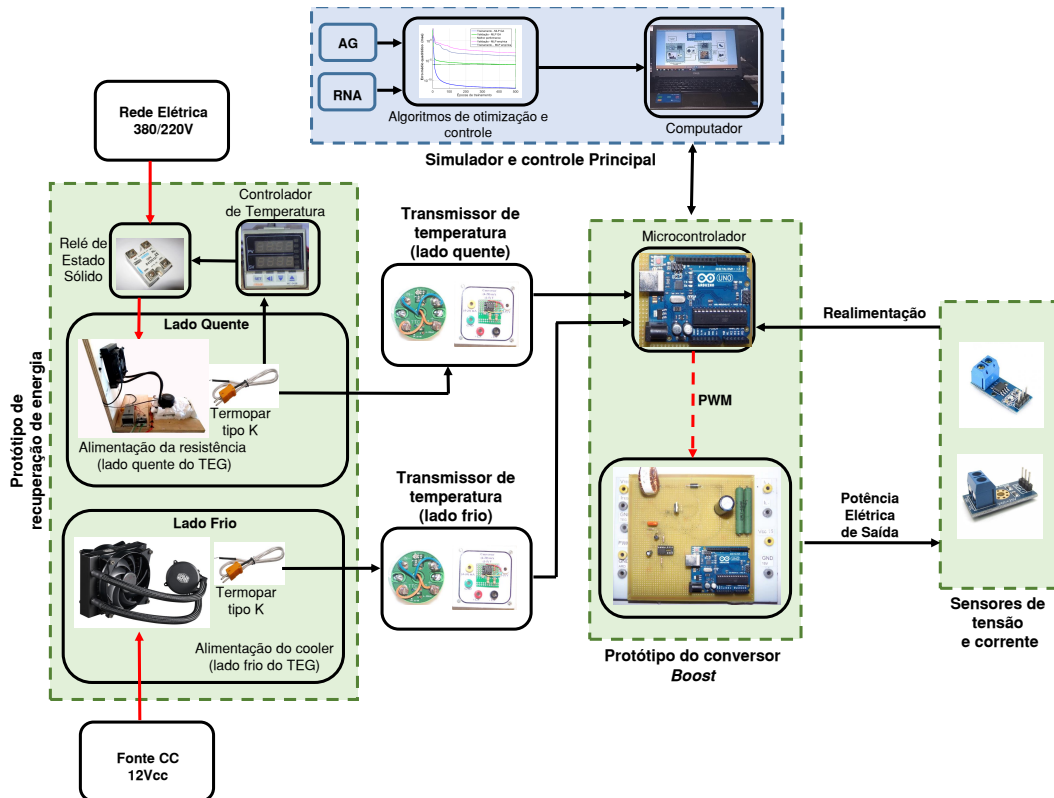 AG
RNA
Algoritmos de otimização e
controle
Computador
Simulador e controle Principal
Rede Elétrica
380/220V
Controlador
de Temperatura
Relé de
Estado
Sólido
Lado Quente
Termopar
tipo K
Alimentação da resistência
(lado quente do TEG)
Protótipo de
recuperação de energia
Lado Frio
Termopar
tipo K
Alimentação do cooler
(lado frio do TEG)
Fonte CC
12Vcc
Transmissor de
temperatura
(lado quente)
Transmissor de
temperatura
(lado frio)
Microcontrolador
ARDUINO
UNO
PWM
GND
Protótipo do conversor
Boost
Realimentação
Potência
Elétrica
de Saída
Sensores de
tensão
e corrente